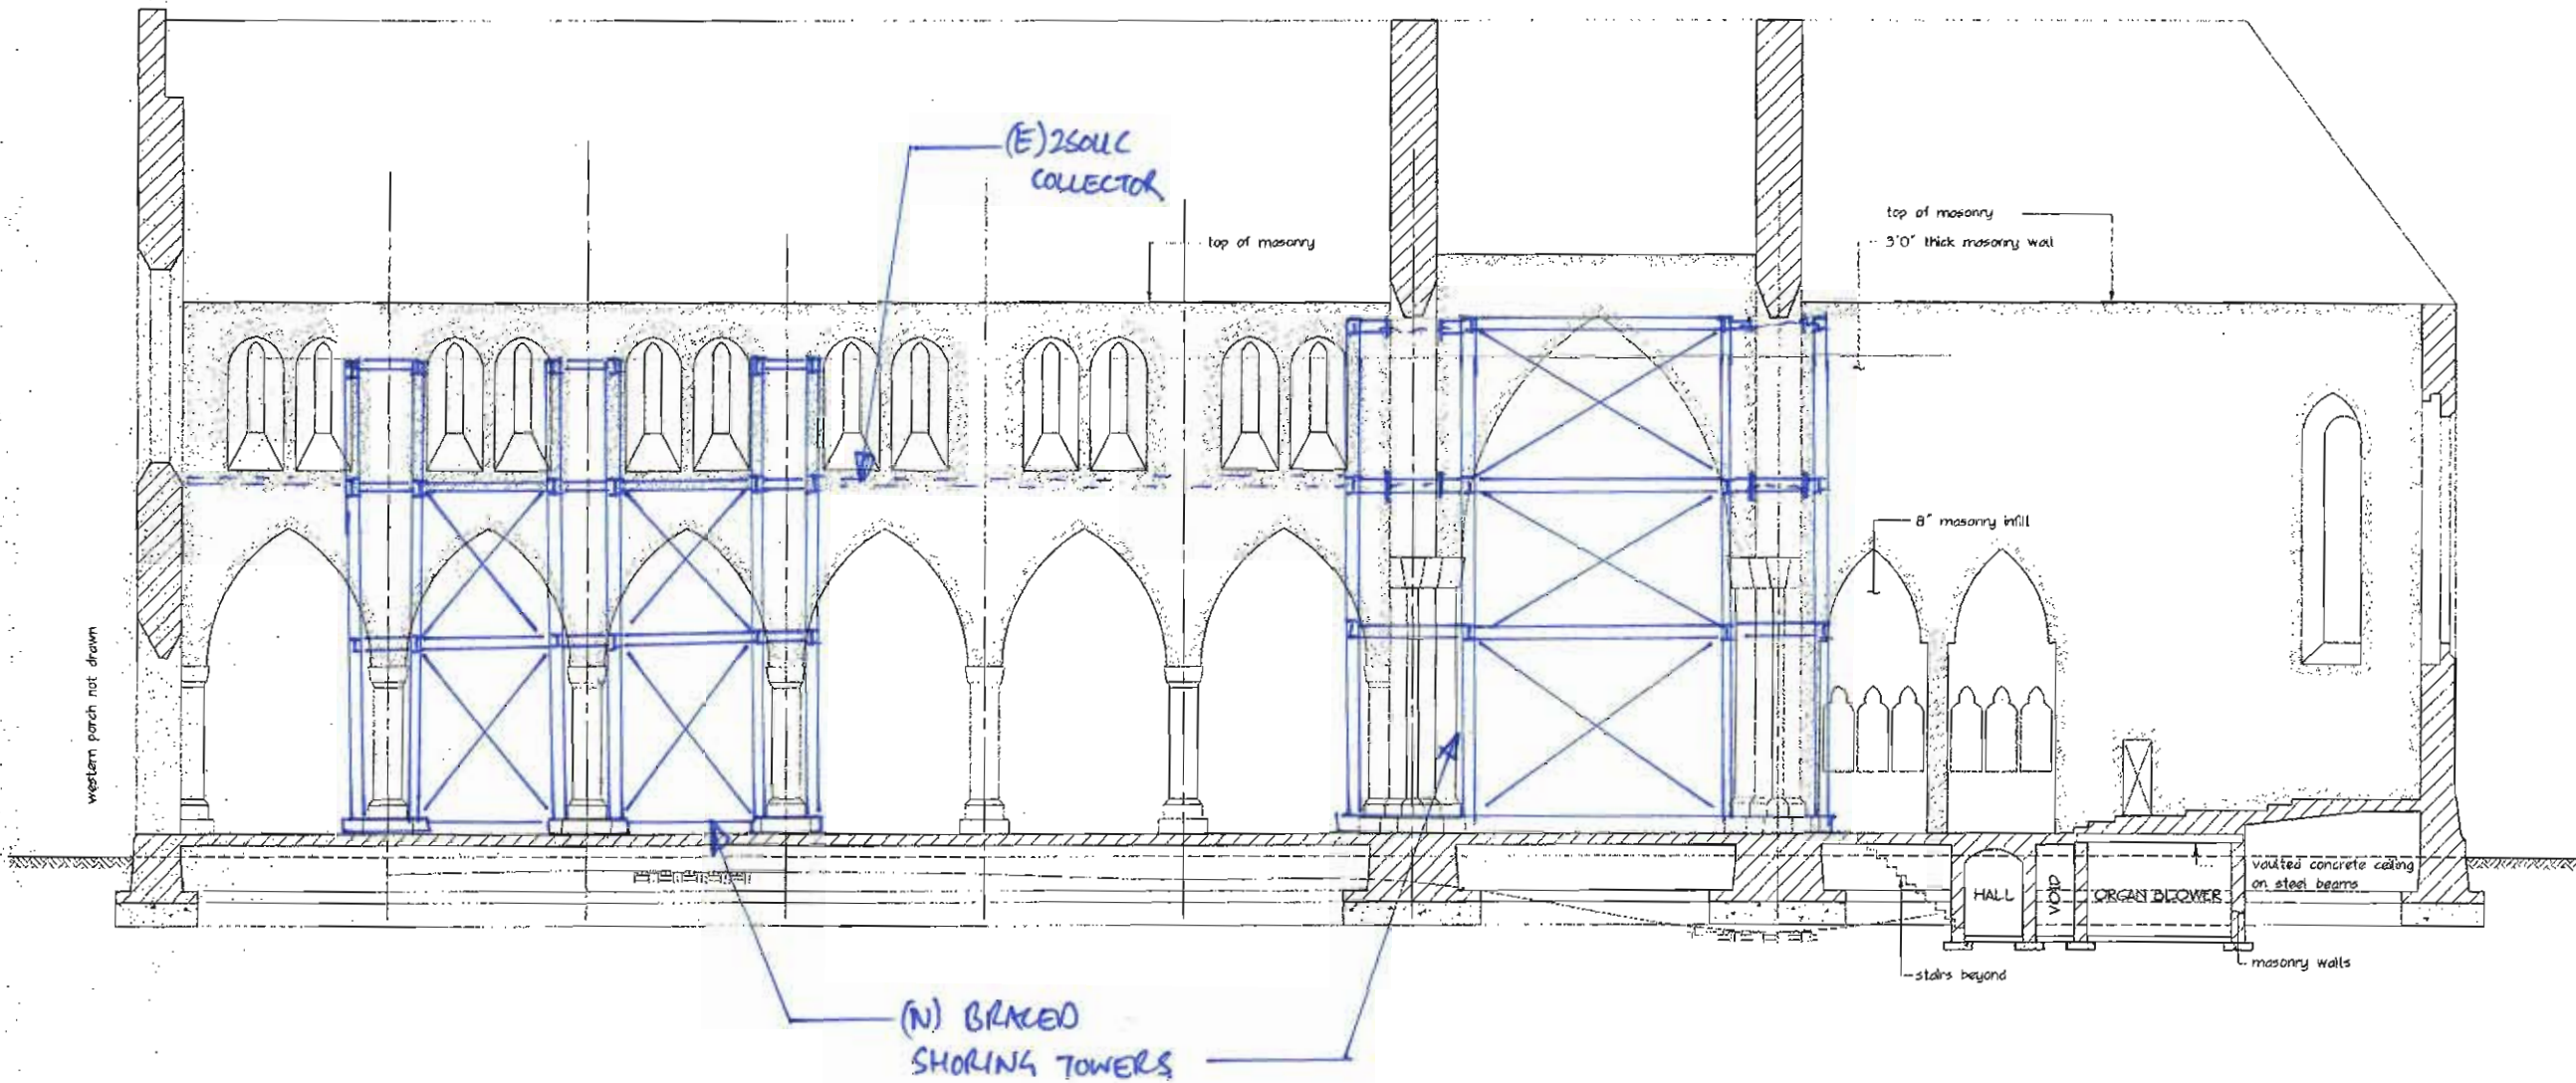 (E)250UC
COLLECTOR
top of masonry
top of masonry
3'0" thick masonry wall
8" masonry infill
western porch not drawn
vaulted concrete ceiling
on steel beams
HALL
VOID
ORGAN BLOWER
masonry walls
stairs beyond
(N) BRACED
SHORING TOWERS